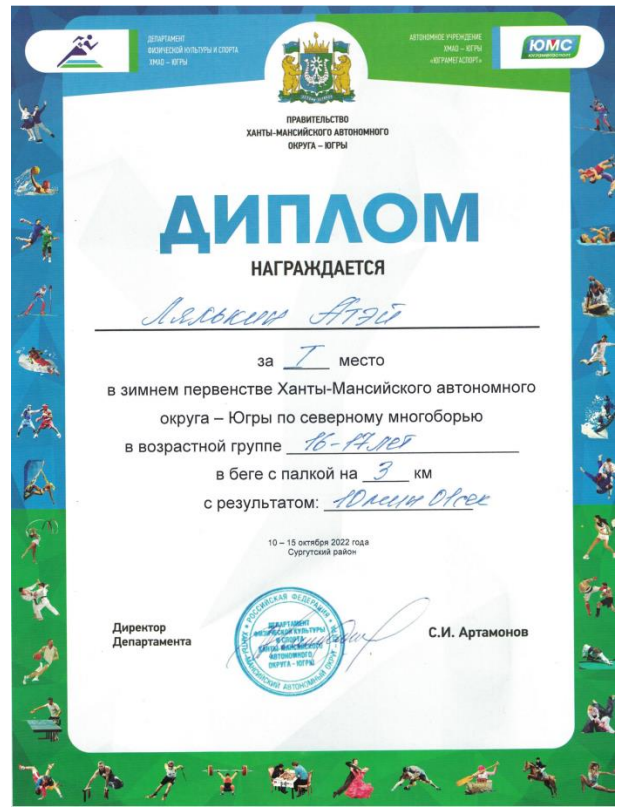 ДЕПАРТАМЕНТ
ФИЗИЧЕСКОЙ КУЛЬТУРЫ И СПОРТА
ХМАО – ЮГРЫ
АВТОНОМНОЕ УЧРЕЖДЕНИЕ
ХМАО – ЮГРЫ
«ЮГРАМЕГАСПОРТ»
ЮМС
ПРАВИТЕЛЬСТВО
ХАНТЫ-МАНСИЙСКОГО АВТОНОМНОГО
ОКРУГА – ЮГРЫ
ДИПЛОМ
НАГРАЖДАЕТСЯ
Лялькин Атэй
за I место
в зимнем первенстве Ханты-Мансийского автономного
округа – Югры по северному многоборью
в возрастной группе 16-17 лет
в беге с палкой на 3 км
с результатом: 10 мин 01 сек
10 – 15 октября 2022 года
Сургутский район
РОССИЙСКАЯ ФЕДЕРАЦИЯ
ДЕПАРТАМЕНТ
ФИЗИЧЕСКОЙ КУЛЬТУРЫ
И СПОРТА
ХАНТЫ-МАНСИЙСКОГО
АВТОНОМНОГО
ОКРУГА - ЮГРЫ
Директор
Департамента
С.И. Артамонов